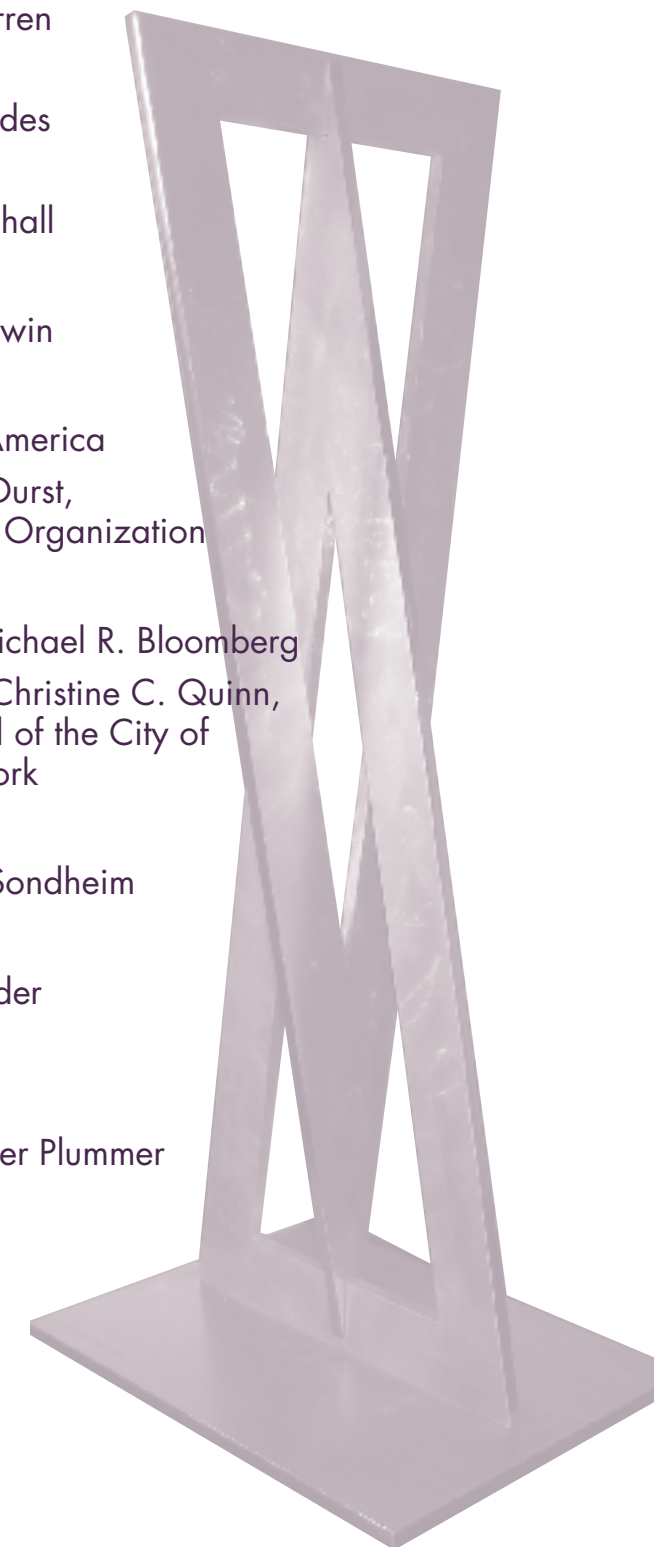 rren
des
hall
win
America
Durst,
Organization
ichael R. Bloomberg
Christine C. Quinn,
l of the City of
ork
Sondheim
der
er Plummer